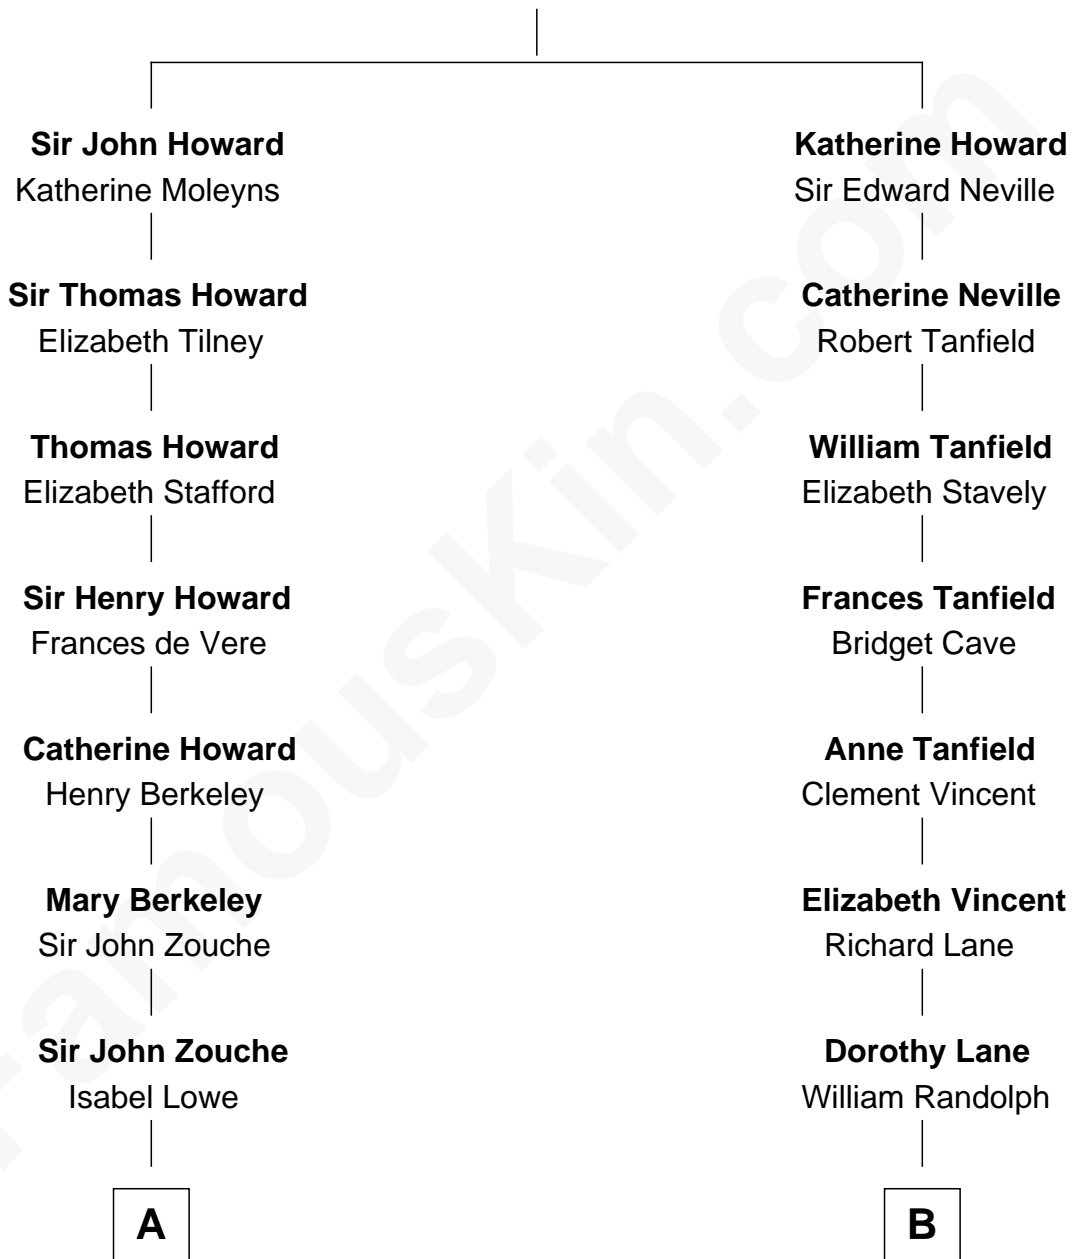 Sir John Howard
Katherine Moleyns
Sir Thomas Howard
Elizabeth Tilney
Thomas Howard
Elizabeth Stafford
Sir Henry Howard
Frances de Vere
Catherine Howard
Henry Berkeley
Mary Berkeley
Sir John Zouche
Sir John Zouche
Isabel Lowe
A
Katherine Howard
Sir Edward Neville
Catherine Neville
Robert Tanfield
William Tanfield
Elizabeth Stavely
Frances Tanfield
Bridget Cave
Anne Tanfield
Clement Vincent
Elizabeth Vincent
Richard Lane
Dorothy Lane
William Randolph
B
FamousKin.com